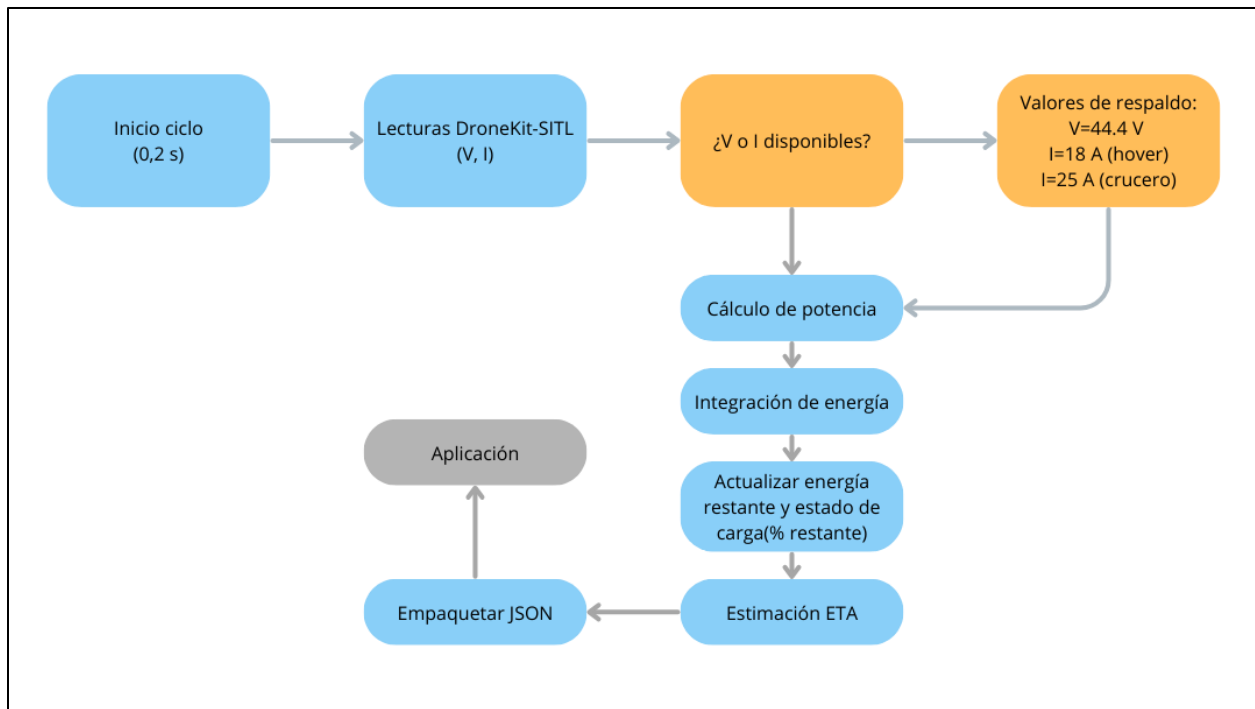 Inicio ciclo
(0,2 s)
Lecturas DroneKit-SITL
(V, I)
¿V o I disponibles?
Valores de respaldo:
V=44.4 V
I=18 A (hover)
I=25 A (crucero)
Cálculo de potencia
Integración de energía
Actualizar energía
restante y estado de
carga(% restante)
Estimación ETA
Empaquetar JSON
Aplicación